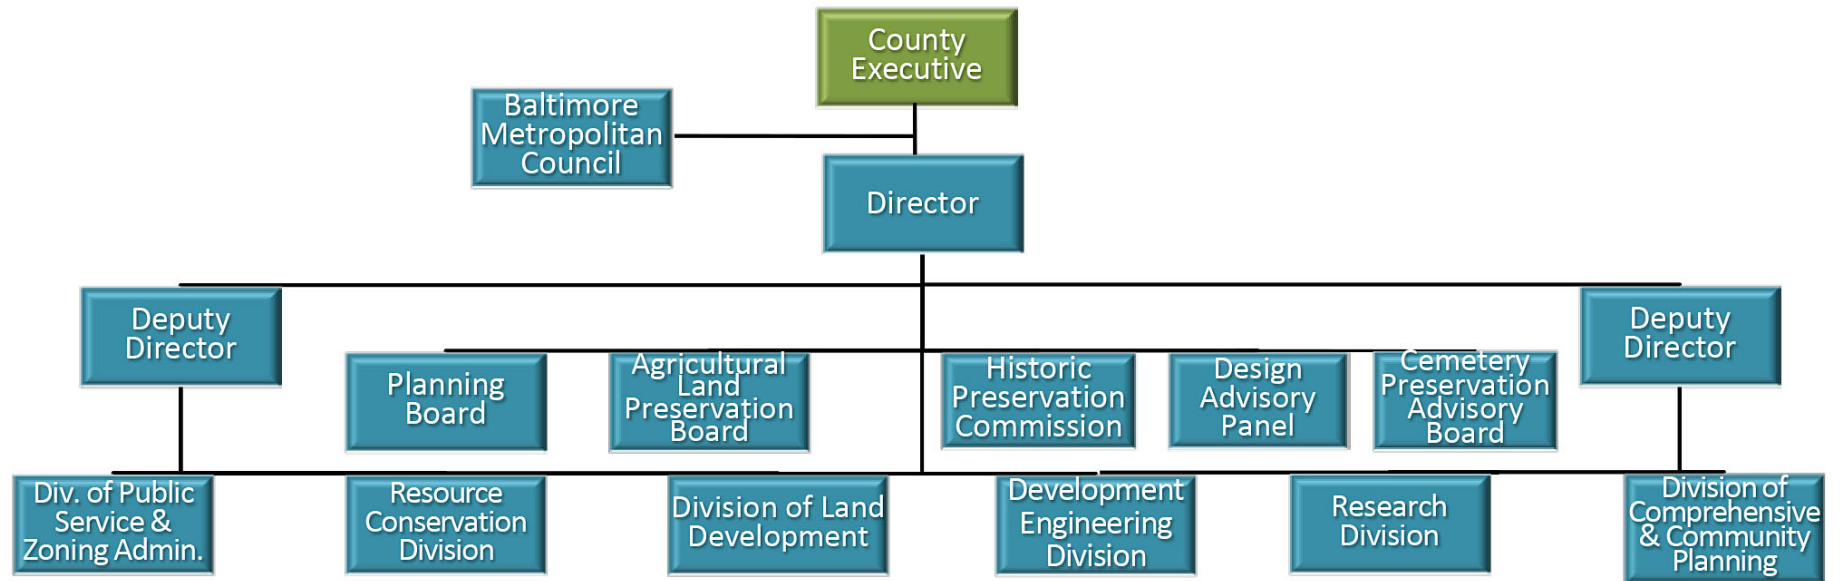 County
Executive
Baltimore
Metropolitan
Council
Director
Deputy
Director
Deputy
Director
Planning
Board
Agricultural
Land
Preservation
Board
Historic
Preservation
Commission
Design
Advisory
Panel
Cemetery
Preservation
Advisory
Board
Div. of Public
Service &
Zoning Admin.
Resource
Conservation
Division
Division of Land
Development
Development
Engineering
Division
Research
Division
Division of
Comprehensive
& Community
Planning